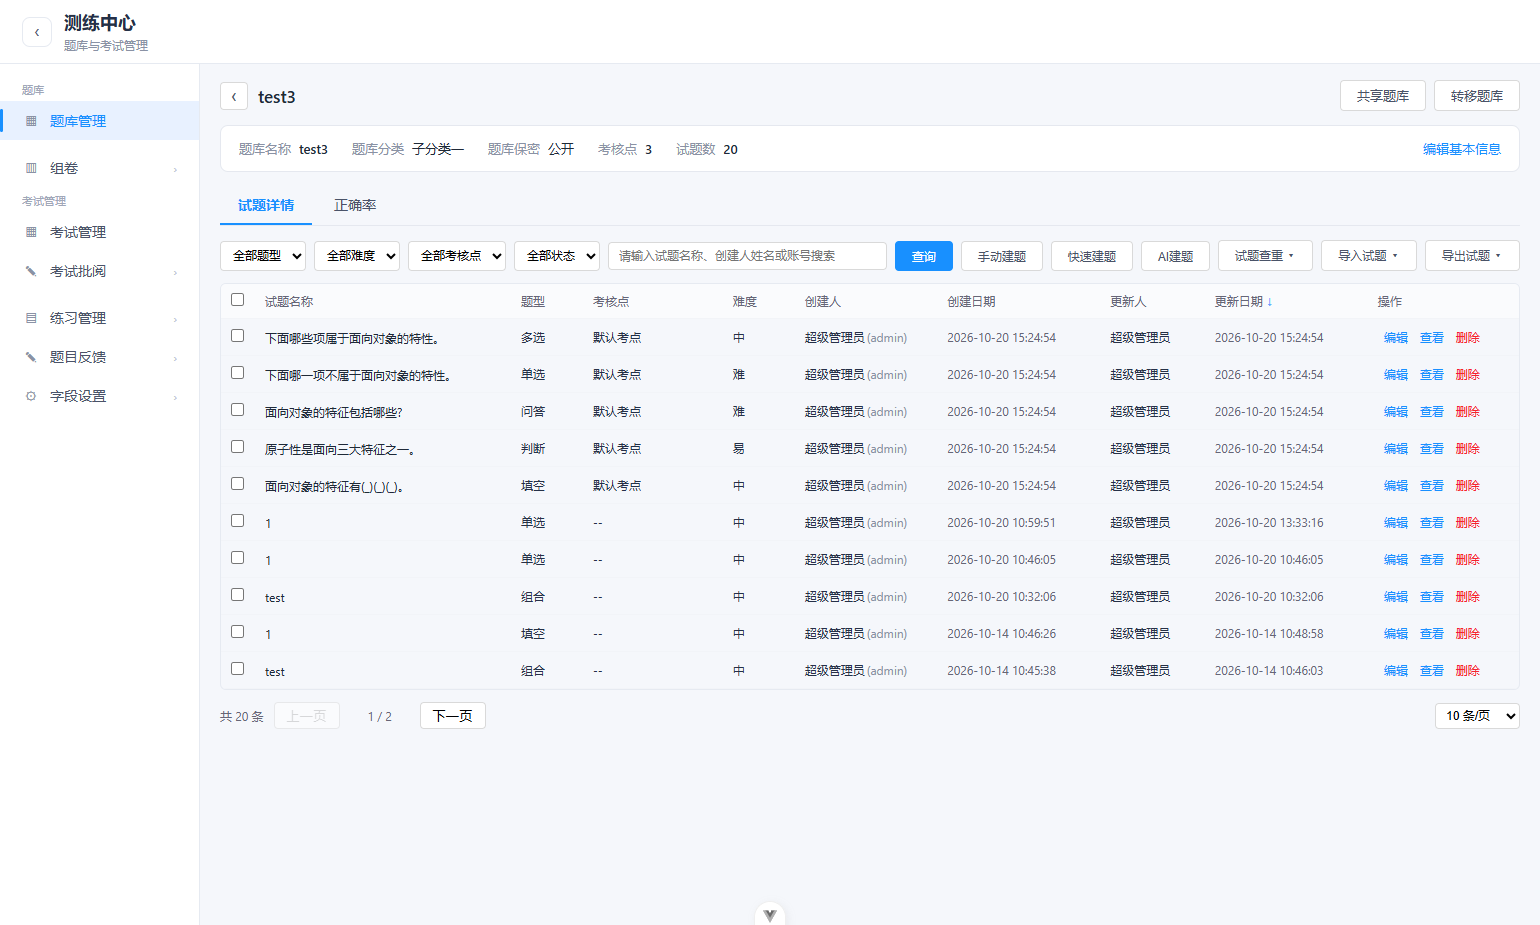 测练中心
题库与考试管理
题库
题库管理
组卷
考试管理
考试管理
考试批阅
练习管理
题目反馈
字段设置
test3
共享题库 转移题库
题库名称 test3 题库分类 子分类一 题库保密 公开 考核点 3 试题数 20 编辑基本信息
试题详情 正确率
全部题型 全部难度 全部考核点 全部状态 请输入试题名称、创建人姓名或账号搜索 查询 手动建题 快速建题 AI建题 试题查重 导入试题 导出试题
试题名称 题型 考核点 难度 创建人 创建日期 更新人 更新日期 ↓ 操作
下面哪些项属于面向对象的特性。 多选 默认考点 中 超级管理员 (admin) 2026-10-20 15:24:54 超级管理员 2026-10-20 15:24:54 编辑 查看 删除
下面哪一项不属于面向对象的特性。 单选 默认考点 难 超级管理员 (admin) 2026-10-20 15:24:54 超级管理员 2026-10-20 15:24:54 编辑 查看 删除
面向对象的特征包括哪些? 问答 默认考点 难 超级管理员 (admin) 2026-10-20 15:24:54 超级管理员 2026-10-20 15:24:54 编辑 查看 删除
原子性是面向三大特征之一。 判断 默认考点 易 超级管理员 (admin) 2026-10-20 15:24:54 超级管理员 2026-10-20 15:24:54 编辑 查看 删除
面向对象的特征有(_)(_)(_)。 填空 默认考点 中 超级管理员 (admin) 2026-10-20 15:24:54 超级管理员 2026-10-20 15:24:54 编辑 查看 删除
1 单选 -- 中 超级管理员 (admin) 2026-10-20 10:59:51 超级管理员 2026-10-20 13:33:16 编辑 查看 删除
1 单选 -- 中 超级管理员 (admin) 2026-10-20 10:46:05 超级管理员 2026-10-20 10:46:05 编辑 查看 删除
test 组合 -- 中 超级管理员 (admin) 2026-10-20 10:32:06 超级管理员 2026-10-20 10:32:06 编辑 查看 删除
1 填空 -- 中 超级管理员 (admin) 2026-10-14 10:46:26 超级管理员 2026-10-14 10:48:58 编辑 查看 删除
test 组合 -- 中 超级管理员 (admin) 2026-10-14 10:45:38 超级管理员 2026-10-14 10:46:03 编辑 查看 删除
共 20 条 上一页 1 / 2 下一页 10 条/页